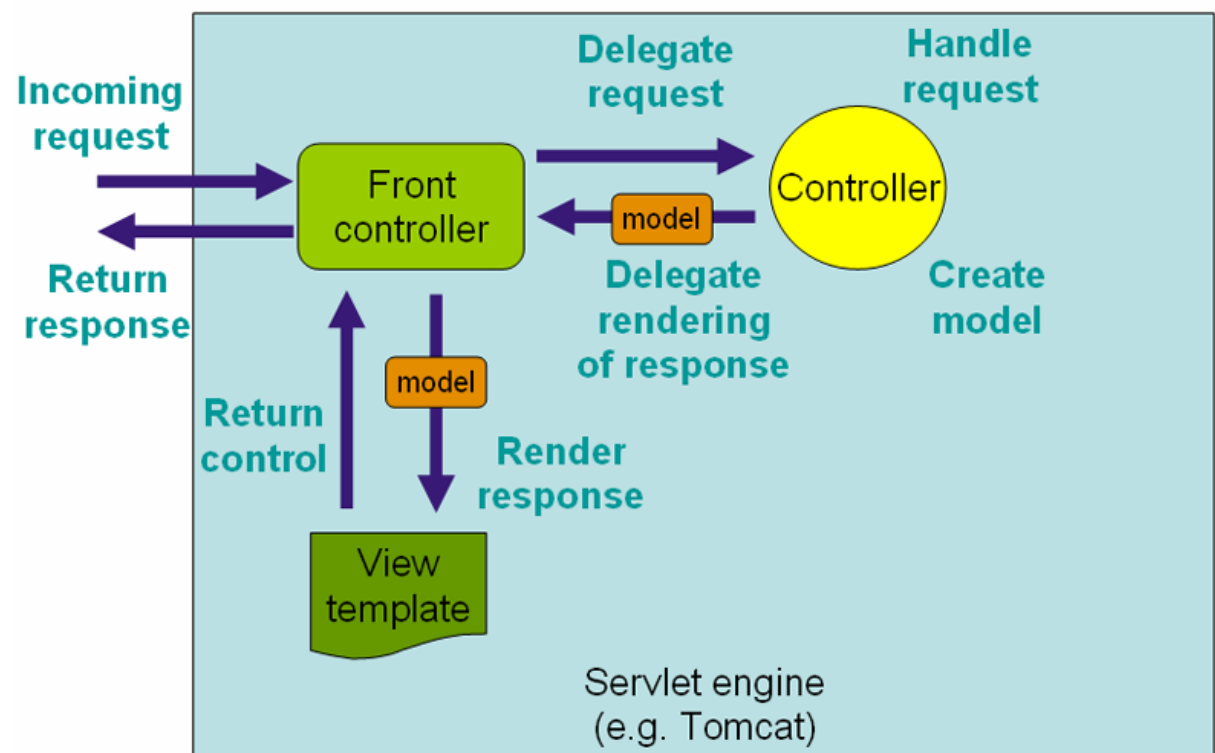 Incoming
request
Delegate
request
Handle
request
Front
controller
Controller
model
Return
response
Delegate
rendering
of response
Create
model
model
Return
control
Render
response
View
template
Servlet engine
(e.g. Tomcat)